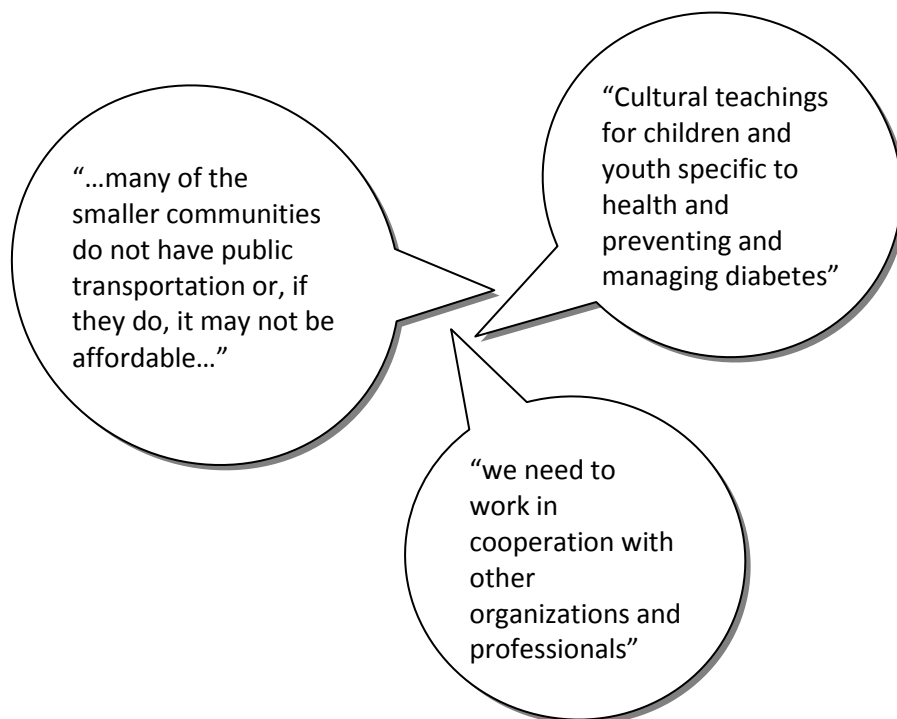 “…many of the
smaller communities
do not have public
transportation or, if
they do, it may not be
affordable…”
“Cultural teachings
for children and
youth specific to
health and
preventing and
managing diabetes”
“we need to
work in
cooperation with
other
organizations and
professionals”